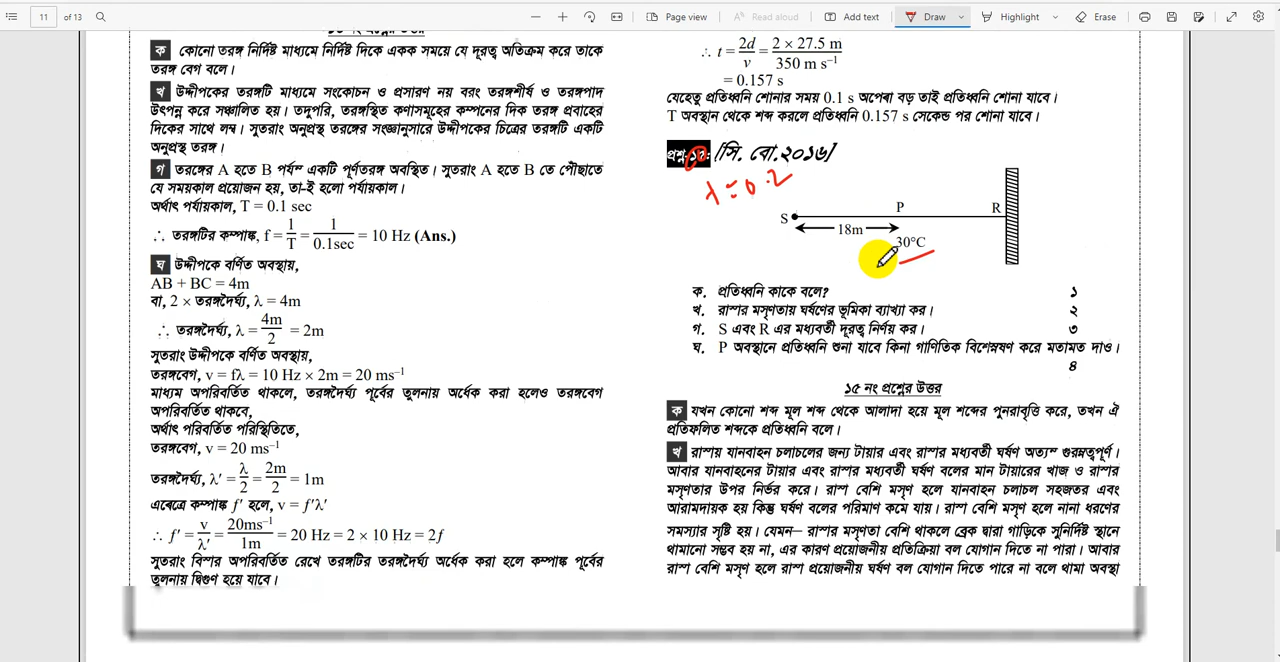 11 of 13
Page view
Read aloud
Add text
Draw
Highlight
Erase
ক কোনো তরঙ্গ নির্দিষ্ট মাধ্যমে নির্দিষ্ট দিকে একক সময়ে যে দূরত্ব অতিক্রম করে তাকে
তরঙ্গ বেগ বলে।
খ উদ্দীপকের তরঙ্গটি মাধ্যমে সংকোচন ও প্রসারণ নয় বরং তরঙ্গশীর্ষ ও তরঙ্গপাদ
উৎপন্ন করে সঞ্চালিত হয়। তদুপরি, তরঙ্গস্থিত কণাসমূহের কম্পনের দিক তরঙ্গ প্রবাহের
দিকের সাথে লম্ব। সুতরাং অনুপ্রস্থ তরঙ্গের সংজ্ঞানুসারে উদ্দীপকের চিত্রের তরঙ্গটি একটি
অনুপ্রস্থ তরঙ্গ।
গ তরঙ্গের A হতে B পর্যন্ত একটি পূর্ণতরঙ্গ অবস্থিত। সুতরাং A হতে B তে পৌছাতে
যে সময়কাল প্রয়োজন হয়, তা-ই হলো পর্যায়কাল।
অর্থাৎ পর্যায়কাল, T = 0.1 sec
∴ তরঙ্গটির কম্পাঙ্ক, f = 1/T = 1/0.1sec = 10 Hz (Ans.)
ঘ উদ্দীপকে বর্ণিত অবস্থায়,
AB + BC = 4m
বা, 2 × তরঙ্গদৈর্ঘ্য, λ = 4m
∴ তরঙ্গদৈর্ঘ্য, λ = 4m/2 = 2m
সুতরাং উদ্দীপকে বর্ণিত অবস্থায়,
তরঙ্গবেগ, v = fλ = 10 Hz × 2m = 20 ms⁻¹
মাধ্যম অপরিবর্তিত থাকলে, তরঙ্গদৈর্ঘ্য পূর্বের তুলনায় অর্ধেক করা হলেও তরঙ্গবেগ
অপরিবর্তিত থাকবে,
অর্থাৎ পরিবর্তিত পরিস্থিতিতে,
তরঙ্গবেগ, v = 20 ms⁻¹
তরঙ্গদৈর্ঘ্য, λ′ = λ/2 = 2m/2 = 1m
এক্ষেত্রে কম্পাঙ্ক f′ হলে, v = f′λ′
∴ f′ = v/λ′ = 20ms⁻¹/1m = 20 Hz = 2 × 10 Hz = 2f
সুতরাং বিস্তার অপরিবর্তিত রেখে তরঙ্গটির তরঙ্গদৈর্ঘ্য অর্ধেক করা হলে কম্পাঙ্ক পূর্বের
তুলনায় দ্বিগুণ হয়ে যাবে।
∴ t = 2d/v = 2 × 27.5 m/350 m s⁻¹
= 0.157 s
যেহেতু প্রতিধ্বনি শোনার সময় 0.1 s অপেক্ষা বড় তাই প্রতিধ্বনি শোনা যাবে।
T অবস্থান থেকে শব্দ করলে প্রতিধ্বনি 0.157 s সেকেন্ড পর শোনা যাবে।
প্রশ্ন-১৫: [সি. বো.২০১৬]
λ = 0.2
S P R
18m
30°C
ক. প্রতিধ্বনি কাকে বলে? ১
খ. রাস্তার মসৃণতায় ঘর্ষণের ভূমিকা ব্যাখ্যা কর। ২
গ. S এবং R এর মধ্যবর্তী দূরত্ব নির্ণয় কর। ৩
ঘ. P অবস্থানে প্রতিধ্বনি শুনা যাবে কিনা গাণিতিক বিশ্লেষণ করে মতামত দাও।
৪
১৫ নং প্রশ্নের উত্তর
ক যখন কোনো শব্দ মূল শব্দ থেকে আলাদা হয়ে মূল শব্দের পুনরাবৃত্তি করে, তখন ঐ
প্রতিফলিত শব্দকে প্রতিধ্বনি বলে।
খ রাস্তায় যানবাহন চলাচলের জন্য টায়ার এবং রাস্তার মধ্যবর্তী ঘর্ষণ অত্যন্ত গুরুত্বপূর্ণ।
আবার যানবাহনের টায়ার এবং রাস্তার মধ্যবর্তী ঘর্ষণ বলের মান টায়ারের খাজ ও রাস্তার
মসৃণতার উপর নির্ভর করে। রাস্তা বেশি মসৃণ হলে যানবাহন চলাচল সহজতর এবং
আরামদায়ক হয় কিন্তু ঘর্ষণ বলের পরিমাণ কমে যায়। রাস্তা বেশি মসৃণ হলে নানা ধরণের
সমস্যার সৃষ্টি হয়। যেমন– রাস্তার মসৃণতা বেশি থাকলে ব্রেক দ্বারা গাড়িকে সুনির্দিষ্ট স্থানে
থামানো সম্ভব হয় না, এর কারণ প্রয়োজনীয় প্রতিক্রিয়া বল যোগান দিতে না পারা। আবার
রাস্তা বেশি মসৃণ হলে রাস্তা প্রয়োজনীয় ঘর্ষণ বল যোগান দিতে পারে না বলে থামা অবস্থা